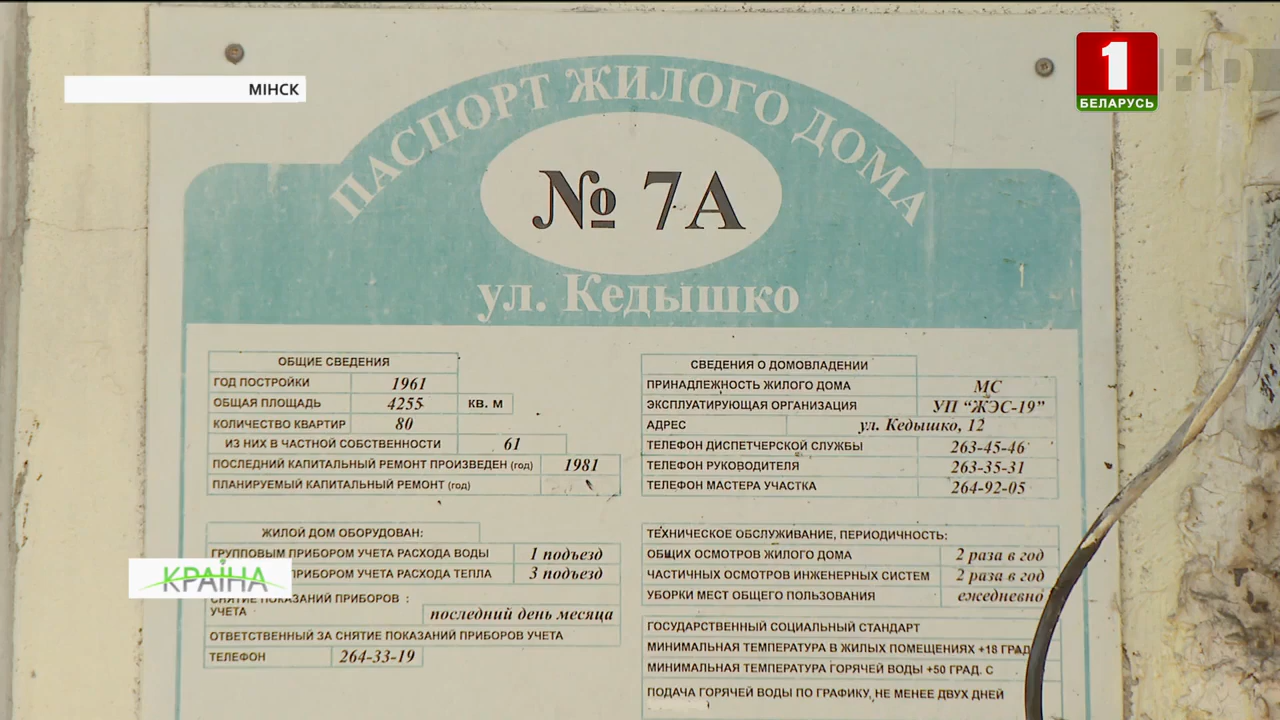 МІНСК
1 HD
БЕЛАРУСЬ
ПАСПОРТ ЖИЛОГО ДОМА
№ 7А
ул. Кедышко
ОБЩИЕ СВЕДЕНИЯ
ГОД ПОСТРОЙКИ 1961
ОБЩАЯ ПЛОЩАДЬ 4255 КВ. М
КОЛИЧЕСТВО КВАРТИР 80
ИЗ НИХ В ЧАСТНОЙ СОБСТВЕННОСТИ 61
ПОСЛЕДНИЙ КАПИТАЛЬНЫЙ РЕМОНТ ПРОИЗВЕДЕН (год) 1981
ПЛАНИРУЕМЫЙ КАПИТАЛЬНЫЙ РЕМОНТ (год)
ЖИЛОЙ ДОМ ОБОРУДОВАН:
ГРУППОВЫМ ПРИБОРОМ УЧЕТА РАСХОДА ВОДЫ 1 подъезд
ПРИБОРОМ УЧЕТА РАСХОДА ТЕПЛА 3 подъезд
СНЯТИЕ ПОКАЗАНИЙ ПРИБОРОВ :
УЧЕТА последний день месяца
ОТВЕТСТВЕННЫЙ ЗА СНЯТИЕ ПОКАЗАНИЙ ПРИБОРОВ УЧЕТА
ТЕЛЕФОН 264-33-19
КРАІНА
СВЕДЕНИЯ О ДОМОВЛАДЕНИИ
ПРИНАДЛЕЖНОСТЬ ЖИЛОГО ДОМА МС
ЭКСПЛУАТИРУЮЩАЯ ОРГАНИЗАЦИЯ УП "ЖЭС-19"
АДРЕС ул. Кедышко, 12
ТЕЛЕФОН ДИСПЕТЧЕРСКОЙ СЛУЖБЫ 263-45-46
ТЕЛЕФОН РУКОВОДИТЕЛЯ 263-35-31
ТЕЛЕФОН МАСТЕРА УЧАСТКА 264-92-05
ТЕХНИЧЕСКОЕ ОБСЛУЖИВАНИЕ, ПЕРИОДИЧНОСТЬ:
ОБЩИХ ОСМОТРОВ ЖИЛОГО ДОМА 2 раза в год
ЧАСТИЧНЫХ ОСМОТРОВ ИНЖЕНЕРНЫХ СИСТЕМ 2 раза в год
УБОРКИ МЕСТ ОБЩЕГО ПОЛЬЗОВАНИЯ ежедневно
ГОСУДАРСТВЕННЫЙ СОЦИАЛЬНЫЙ СТАНДАРТ
МИНИМАЛЬНАЯ ТЕМПЕРАТУРА В ЖИЛЫХ ПОМЕЩЕНИЯХ +18 ГРАД
МИНИМАЛЬНАЯ ТЕМПЕРАТУРА ГОРЯЧЕЙ ВОДЫ +50 ГРАД. С
ПОДАЧА ГОРЯЧЕЙ ВОДЫ ПО ГРАФИКУ, НЕ МЕНЕЕ ДВУХ ДНЕЙ